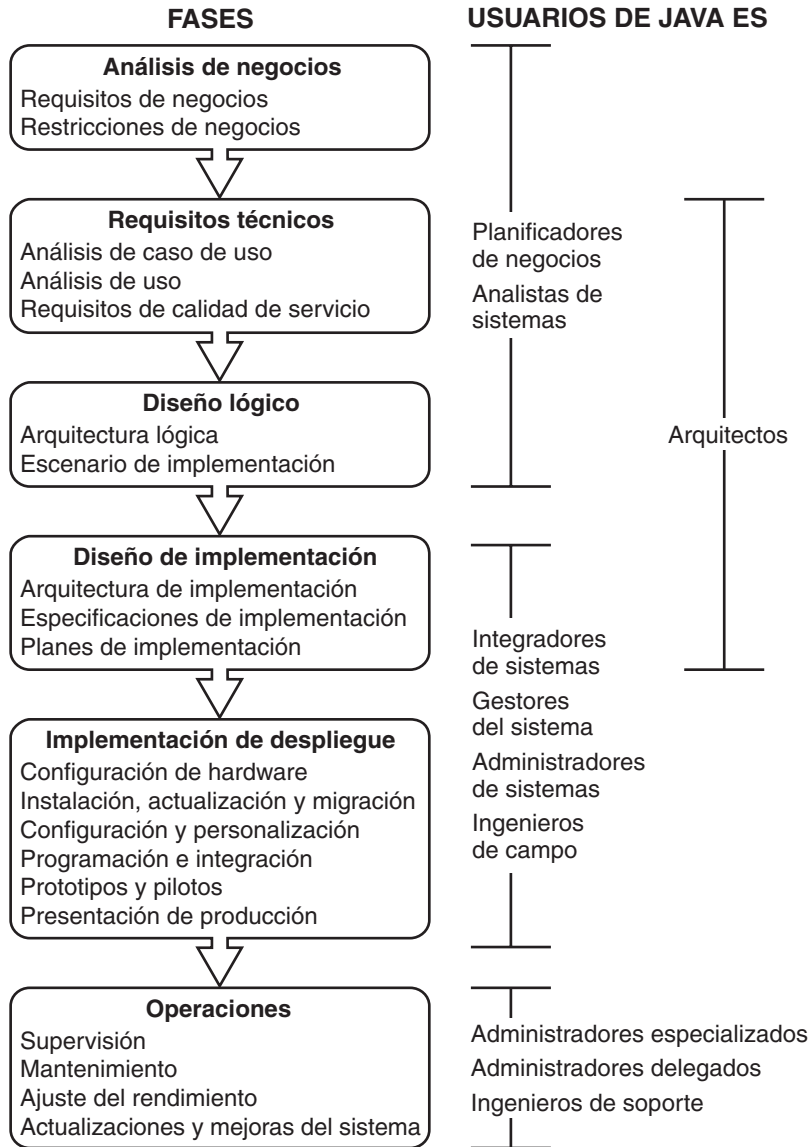 FASES
USUARIOS DE JAVA ES
Análisis de negocios
Requisitos de negocios
Restricciones de negocios
Requisitos técnicos
Análisis de caso de uso
Análisis de uso
Requisitos de calidad de servicio
Diseño lógico
Arquitectura lógica
Escenario de implementación
Diseño de implementación
Arquitectura de implementación
Especificaciones de implementación
Planes de implementación
Implementación de despliegue
Configuración de hardware
Instalación, actualización y migración
Configuración y personalización
Programación e integración
Prototipos y pilotos
Presentación de producción
Operaciones
Supervisión
Mantenimiento
Ajuste del rendimiento
Actualizaciones y mejoras del sistema
Planificadores
de negocios
Analistas de
sistemas
Arquitectos
Integradores
de sistemas
Gestores
del sistema
Administradores
de sistemas
Ingenieros
de campo
Administradores especializados
Administradores delegados
Ingenieros de soporte